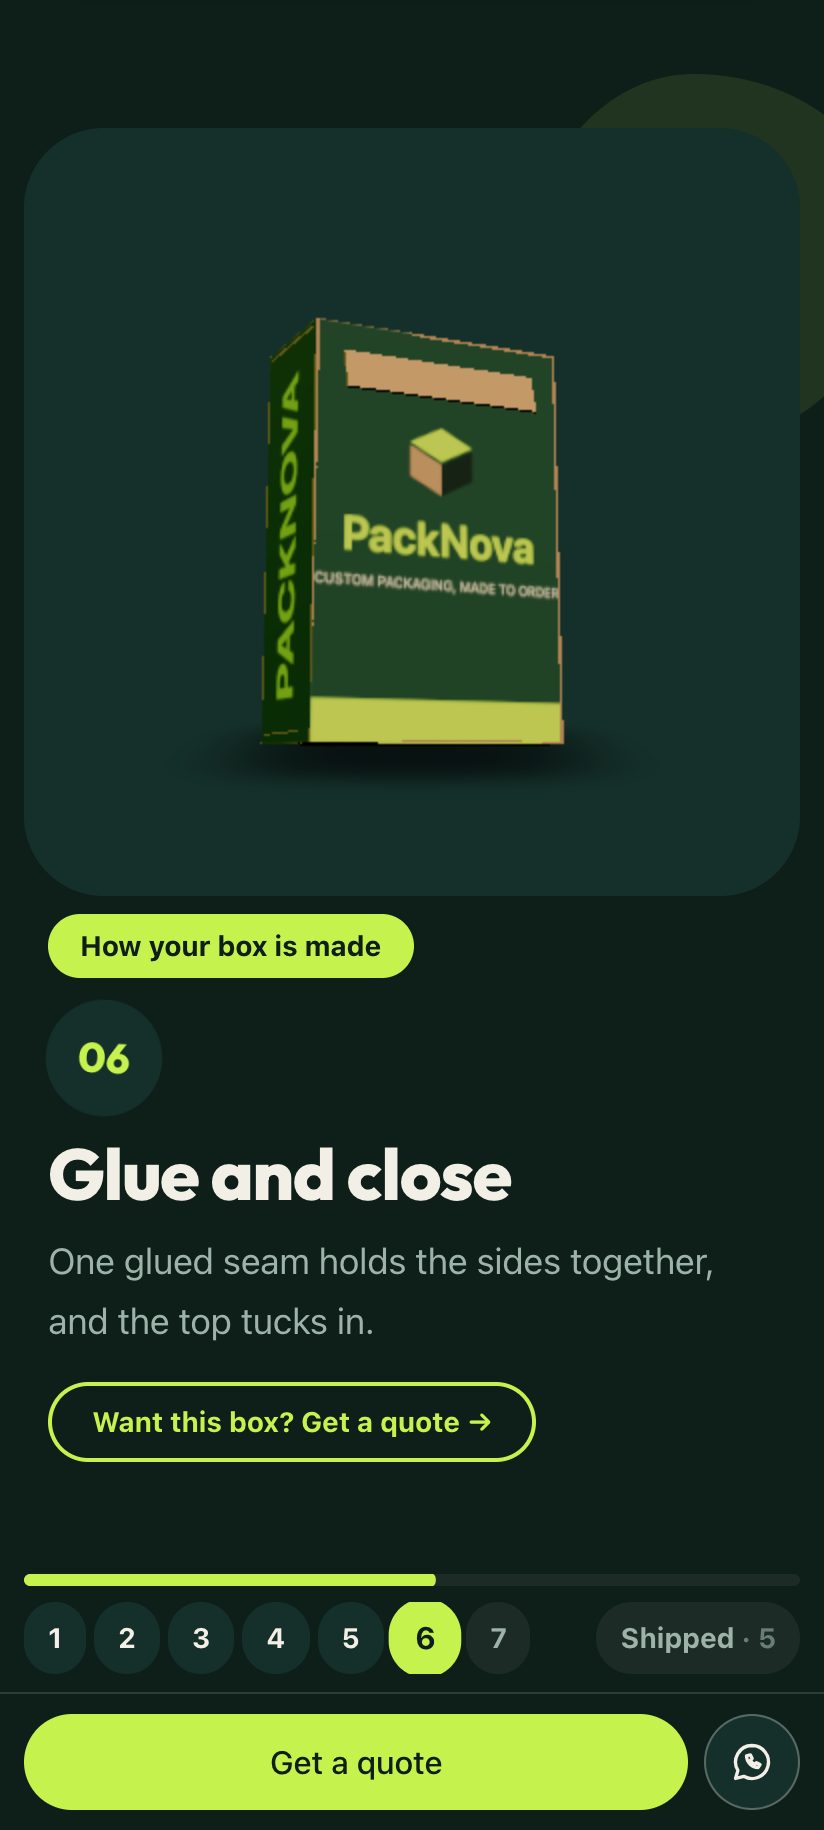 PACKNOVA
PackNova
CUSTOM PACKAGING, MADE TO ORDER
How your box is made
06
Glue and close
One glued seam holds the sides together,
and the top tucks in.
Want this box? Get a quote →
1 2 3 4 5 6 7 Shipped · 5
Get a quote